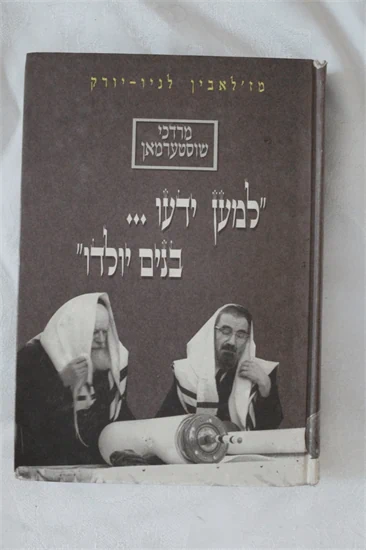 מז'לאבין לניו-יורק
מרדכי
שוסטערמאן
"למען ידעו ...
בנים יולדו"